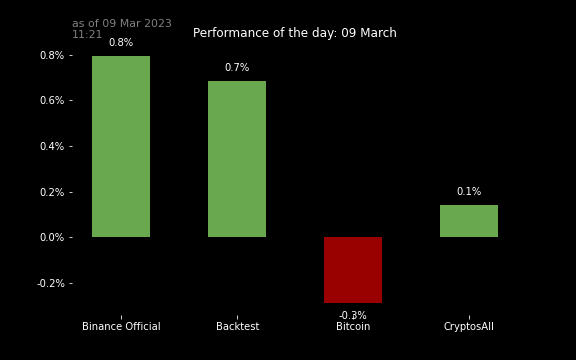 as of 09 Mar 2023
11:21
Performance of the day: 09 March
0.8%
0.7%
-0.3%
0.1%
0.8%
0.6%
0.4%
0.2%
0.0%
-0.2%
Binance Official
Backtest
Bitcoin
CryptosAll